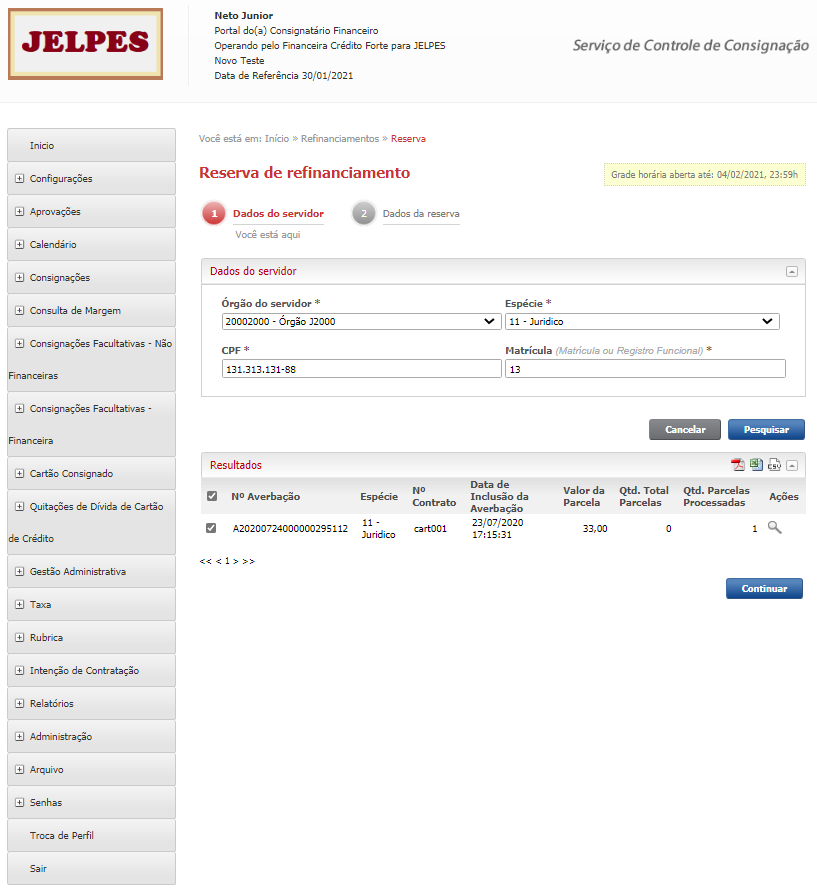 JELPES
Neto Junior
Portal do(a) Consignatário Financeiro
Operando pelo Financeira Crédito Forte para JELPES
Novo Teste
Data de Referência 30/01/2021
Serviço de Controle de Consignação
Inicio
Configurações
Aprovações
Calendário
Consignações
Consulta de Margem
Consignações Facultativas - Não
Financeiras
Consignações Facultativas -
Financeira
Cartão Consignado
Quitações de Dívida de Cartão
de Crédito
Gestão Administrativa
Taxa
Rubrica
Intenção de Contratação
Relatórios
Administração
Arquivo
Senhas
Troca de Perfil
Sair
Você está em: Início » Refinanciamentos » Reserva
Reserva de refinanciamento
Grade horária aberta até: 04/02/2021, 23:59h
1 Dados do servidor 2 Dados da reserva
Você está aqui
Dados do servidor
Órgão do servidor * Espécie *
20002000 - Órgão J2000 11 - Juridico
CPF * Matrícula (Matrícula ou Registro Funcional) *
131.313.131-88 13
Cancelar Pesquisar
Resultados CSV
Nº Averbação Espécie Nº Contrato Data de Inclusão da Averbação Valor da Parcela Qtd. Total Parcelas Qtd. Parcelas Processadas Ações
A20200724000000295112 11 - Juridico cart001 23/07/2020 17:15:31 33,00 0 1
<< < 1 > >>
Continuar